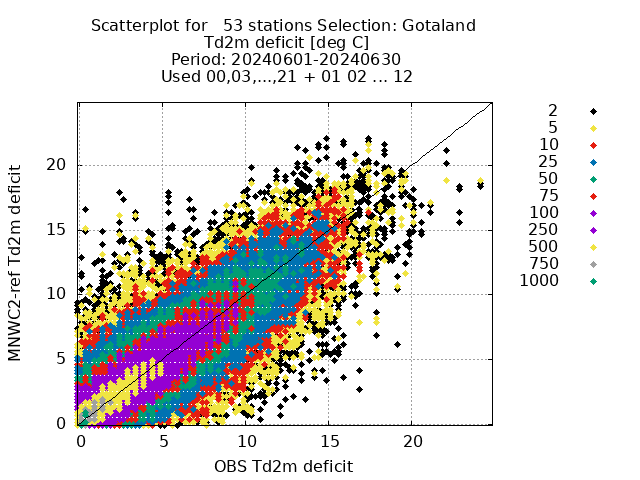 Scatterplot for   53 stations Selection: Gotaland
Td2m deficit [deg C]
Period: 20240601-20240630
Used 00,03,...,21 + 01 02 ... 12
MNWC2-ref Td2m deficit
20
15
10
5
0
0 5 10 15 20
OBS Td2m deficit
2
5
10
25
50
75
100
250
500
750
1000